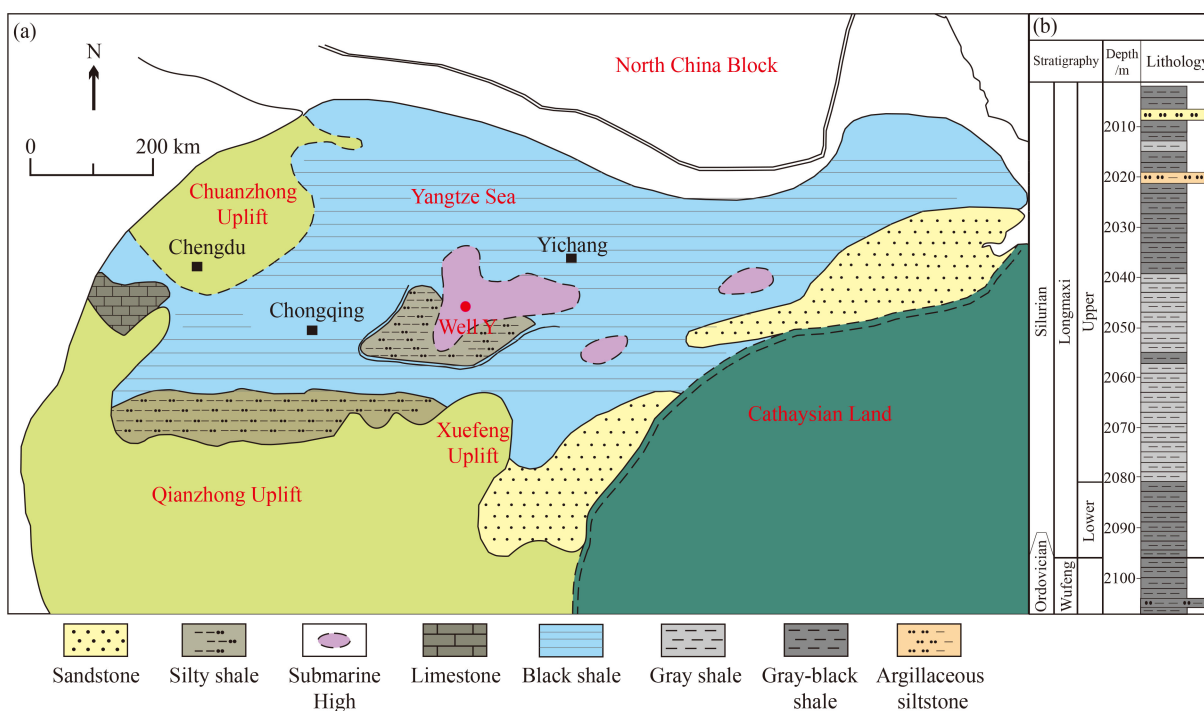 (a)
N
0
200 km
North China Block
Chuanzhong
Uplift
Yangtze Sea
Chengdu
Yichang
Chongqing
Well Y
Cathaysian Land
Xuefeng
Uplift
Qianzhong Uplift
(b)
Stratigraphy
Depth
/m
Lithology
Silurian
Ordovician
Longmaxi
Wufeng
Upper
Lower
2010
2020
2030
2040
2050
2060
2070
2080
2090
2100
Sandstone
Silty shale
Submarine
High
Limestone
Black shale
Gray shale
Gray-black
shale
Argillaceous
siltstone